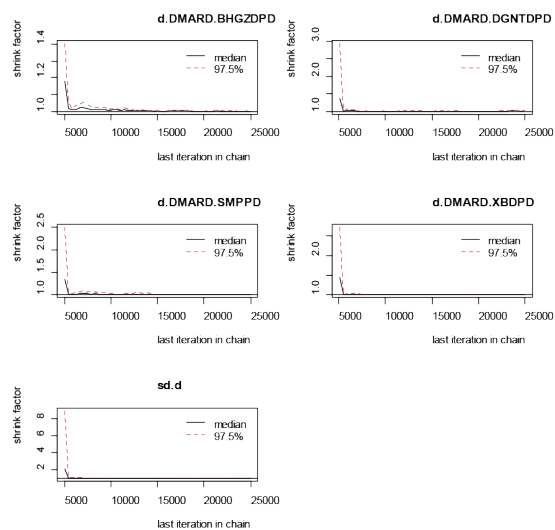 d.DMARD.BHGZDPD
shrink factor
1.0 1.2 1.4
median
97.5%
5000 10000 15000 20000 25000
last iteration in chain
d.DMARD.DGNTDPD
shrink factor
1.0 2.0 3.0
median
97.5%
5000 10000 15000 20000 25000
last iteration in chain
d.DMARD.SMPPD
shrink factor
1.0 1.5 2.0 2.5
median
97.5%
5000 10000 15000 20000 25000
last iteration in chain
d.DMARD.XBDPD
shrink factor
1.0 2.0
median
97.5%
5000 10000 15000 20000 25000
last iteration in chain
sd.d
shrink factor
2 4 6 8
median
97.5%
5000 10000 15000 20000 25000
last iteration in chain